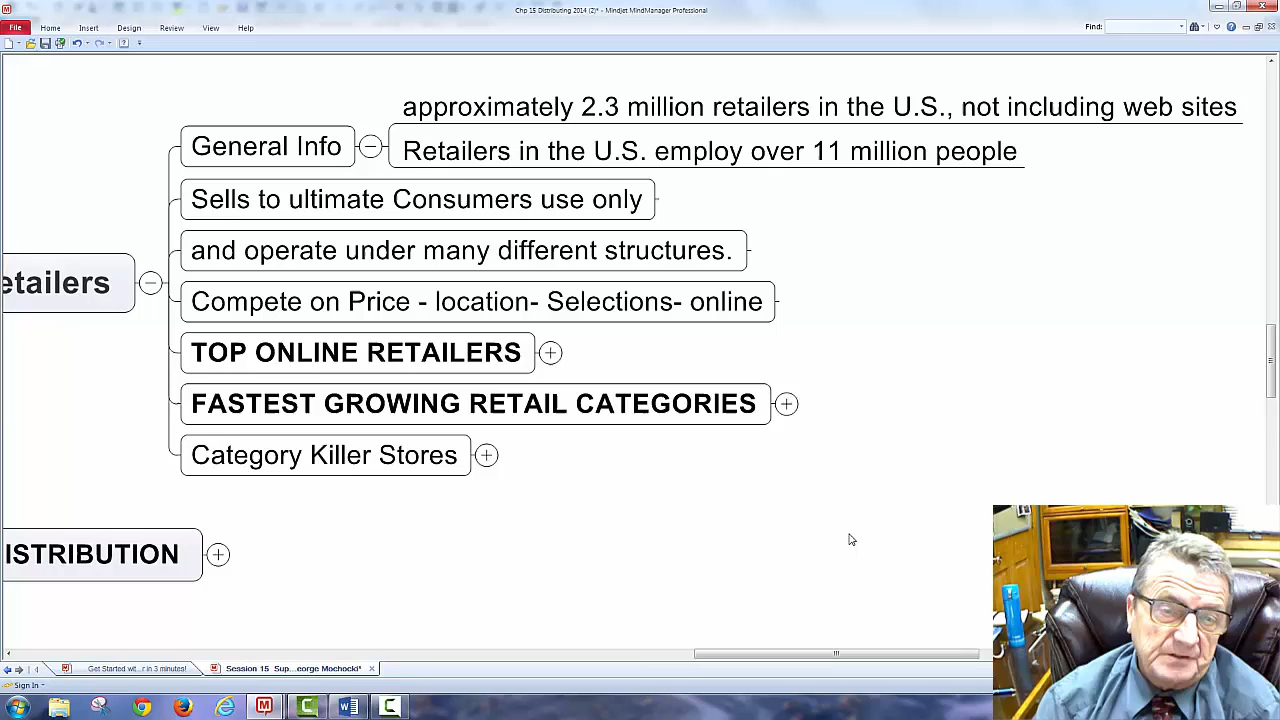 Chp 15 Distributing 2014 (2)* - Mindjet MindManager Professional
File Home Insert Design Review View Help Find:
approximately 2.3 million retailers in the U.S., not including web sites
General Info
Retailers in the U.S. employ over 11 million people
Sells to ultimate Consumers use only
and operate under many different structures.
etailers
Compete on Price - location- Selections- online
TOP ONLINE RETAILERS
FASTEST GROWING RETAIL CATEGORIES
Category Killer Stores
ISTRIBUTION
Get Started wit...r in 3 minutes! Session 15 Sup...eorge Mochocki*
Sign In